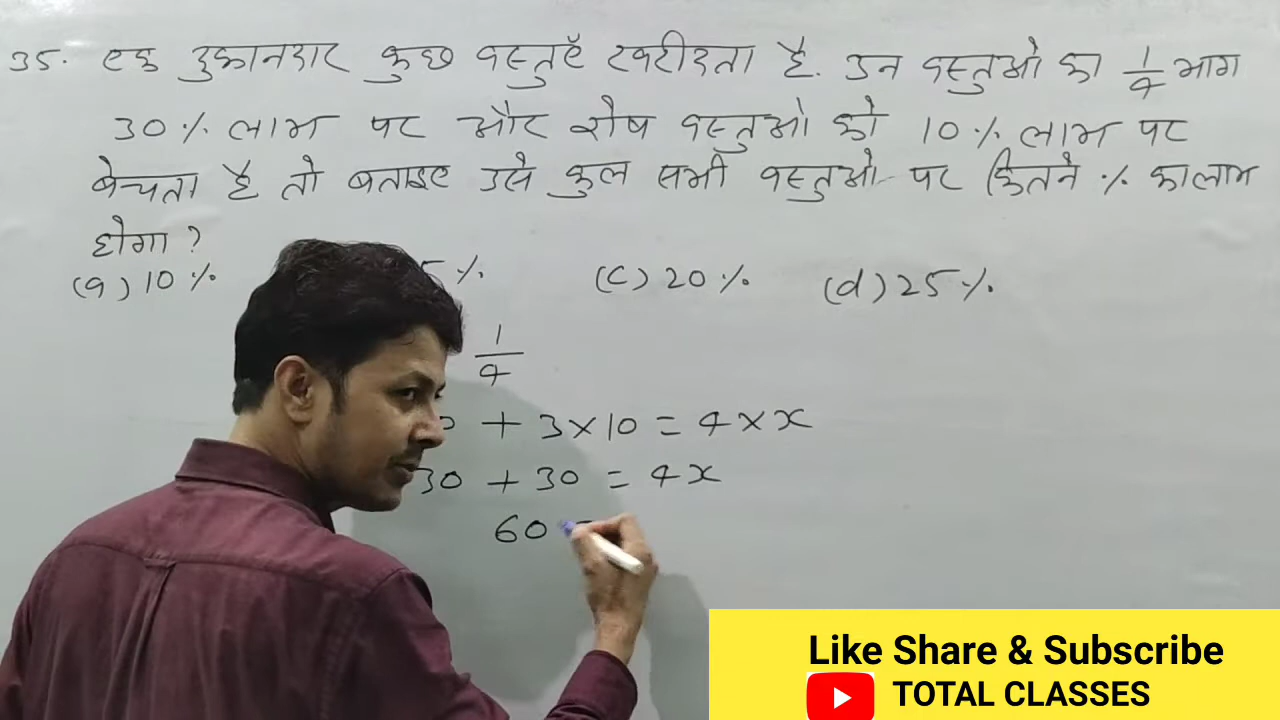 35. एक दुकानदार कुछ वस्तुएँ खरीदता है. उन वस्तुओ का 1/4 भाग
30% लाभ पर और शेष वस्तुओ को 10% लाभ पर
बेचता है तो बताइए उसे कुल सभी वस्तुओ पर कितने % का लाभ
होगा ?
(a) 10% 5% (c) 20% (d) 25%
1/4
0 + 3×10 = 4×x
30 + 30 = 4x
60
Like Share & Subscribe
TOTAL CLASSES